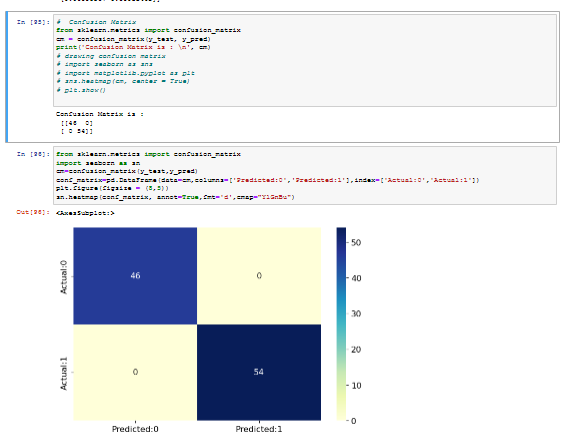 In [95]:
#  Confusion Matrix
from sklearn.metrics import confusion_matrix
cm = confusion_matrix(y_test, y_pred)
print('Confusion Matrix is : \n', cm)
# drawing confusion matrix
# import seaborn as sns
# import matplotlib.pyplot as plt
# sns.heatmap(cm, center = True)
# plt.show()
Confusion Matrix is :
[[46  0]
[ 0 54]]
In [96]:
from sklearn.metrics import confusion_matrix
import seaborn as sn
cm=confusion_matrix(y_test,y_pred)
conf_matrix=pd.DataFrame(data=cm,columns=['Predicted:0','Predicted:1'],index=['Actual:0','Actual:1'])
plt.figure(figsize = (8,5))
sn.heatmap(conf_matrix, annot=True,fmt='d',cmap="YlGnBu")
Out[96]: <AxesSubplot:>
Actual:0
46
0
Actual:1
0
54
Predicted:0
Predicted:1
50
40
30
20
10
0